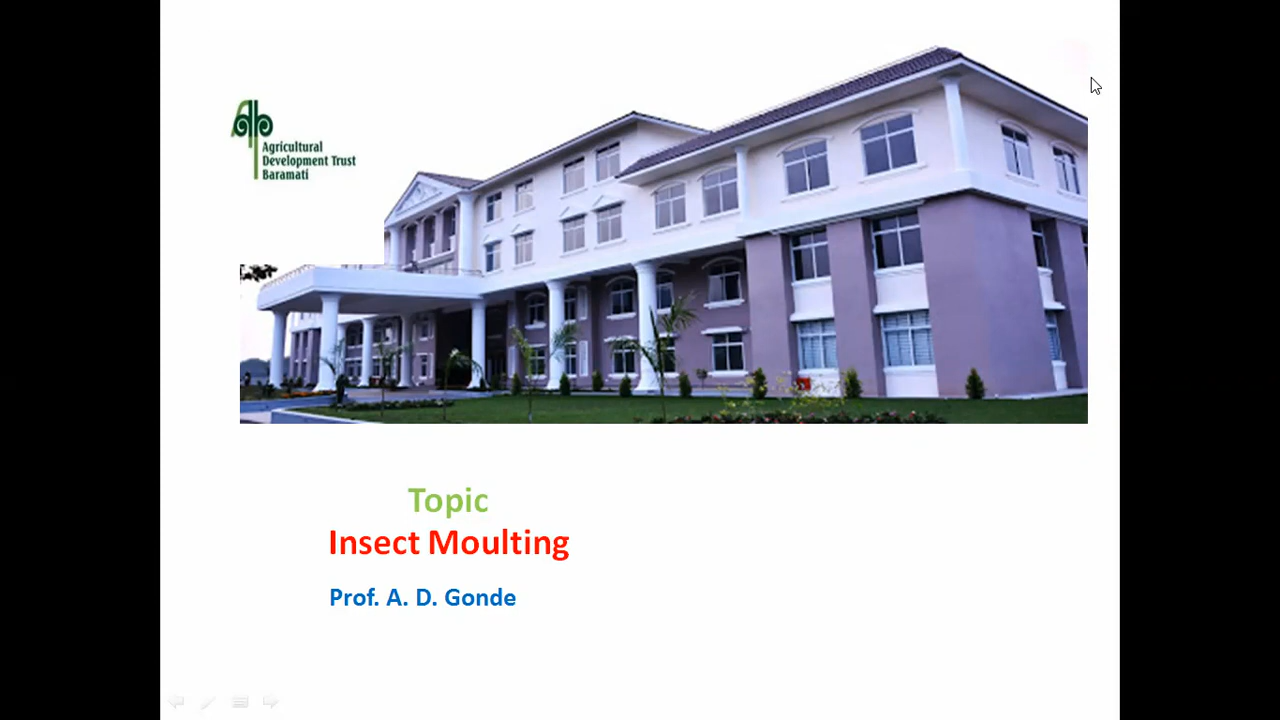 Agricultural
Development Trust
Baramati
Topic
Insect Moulting
Prof. A. D. Gonde